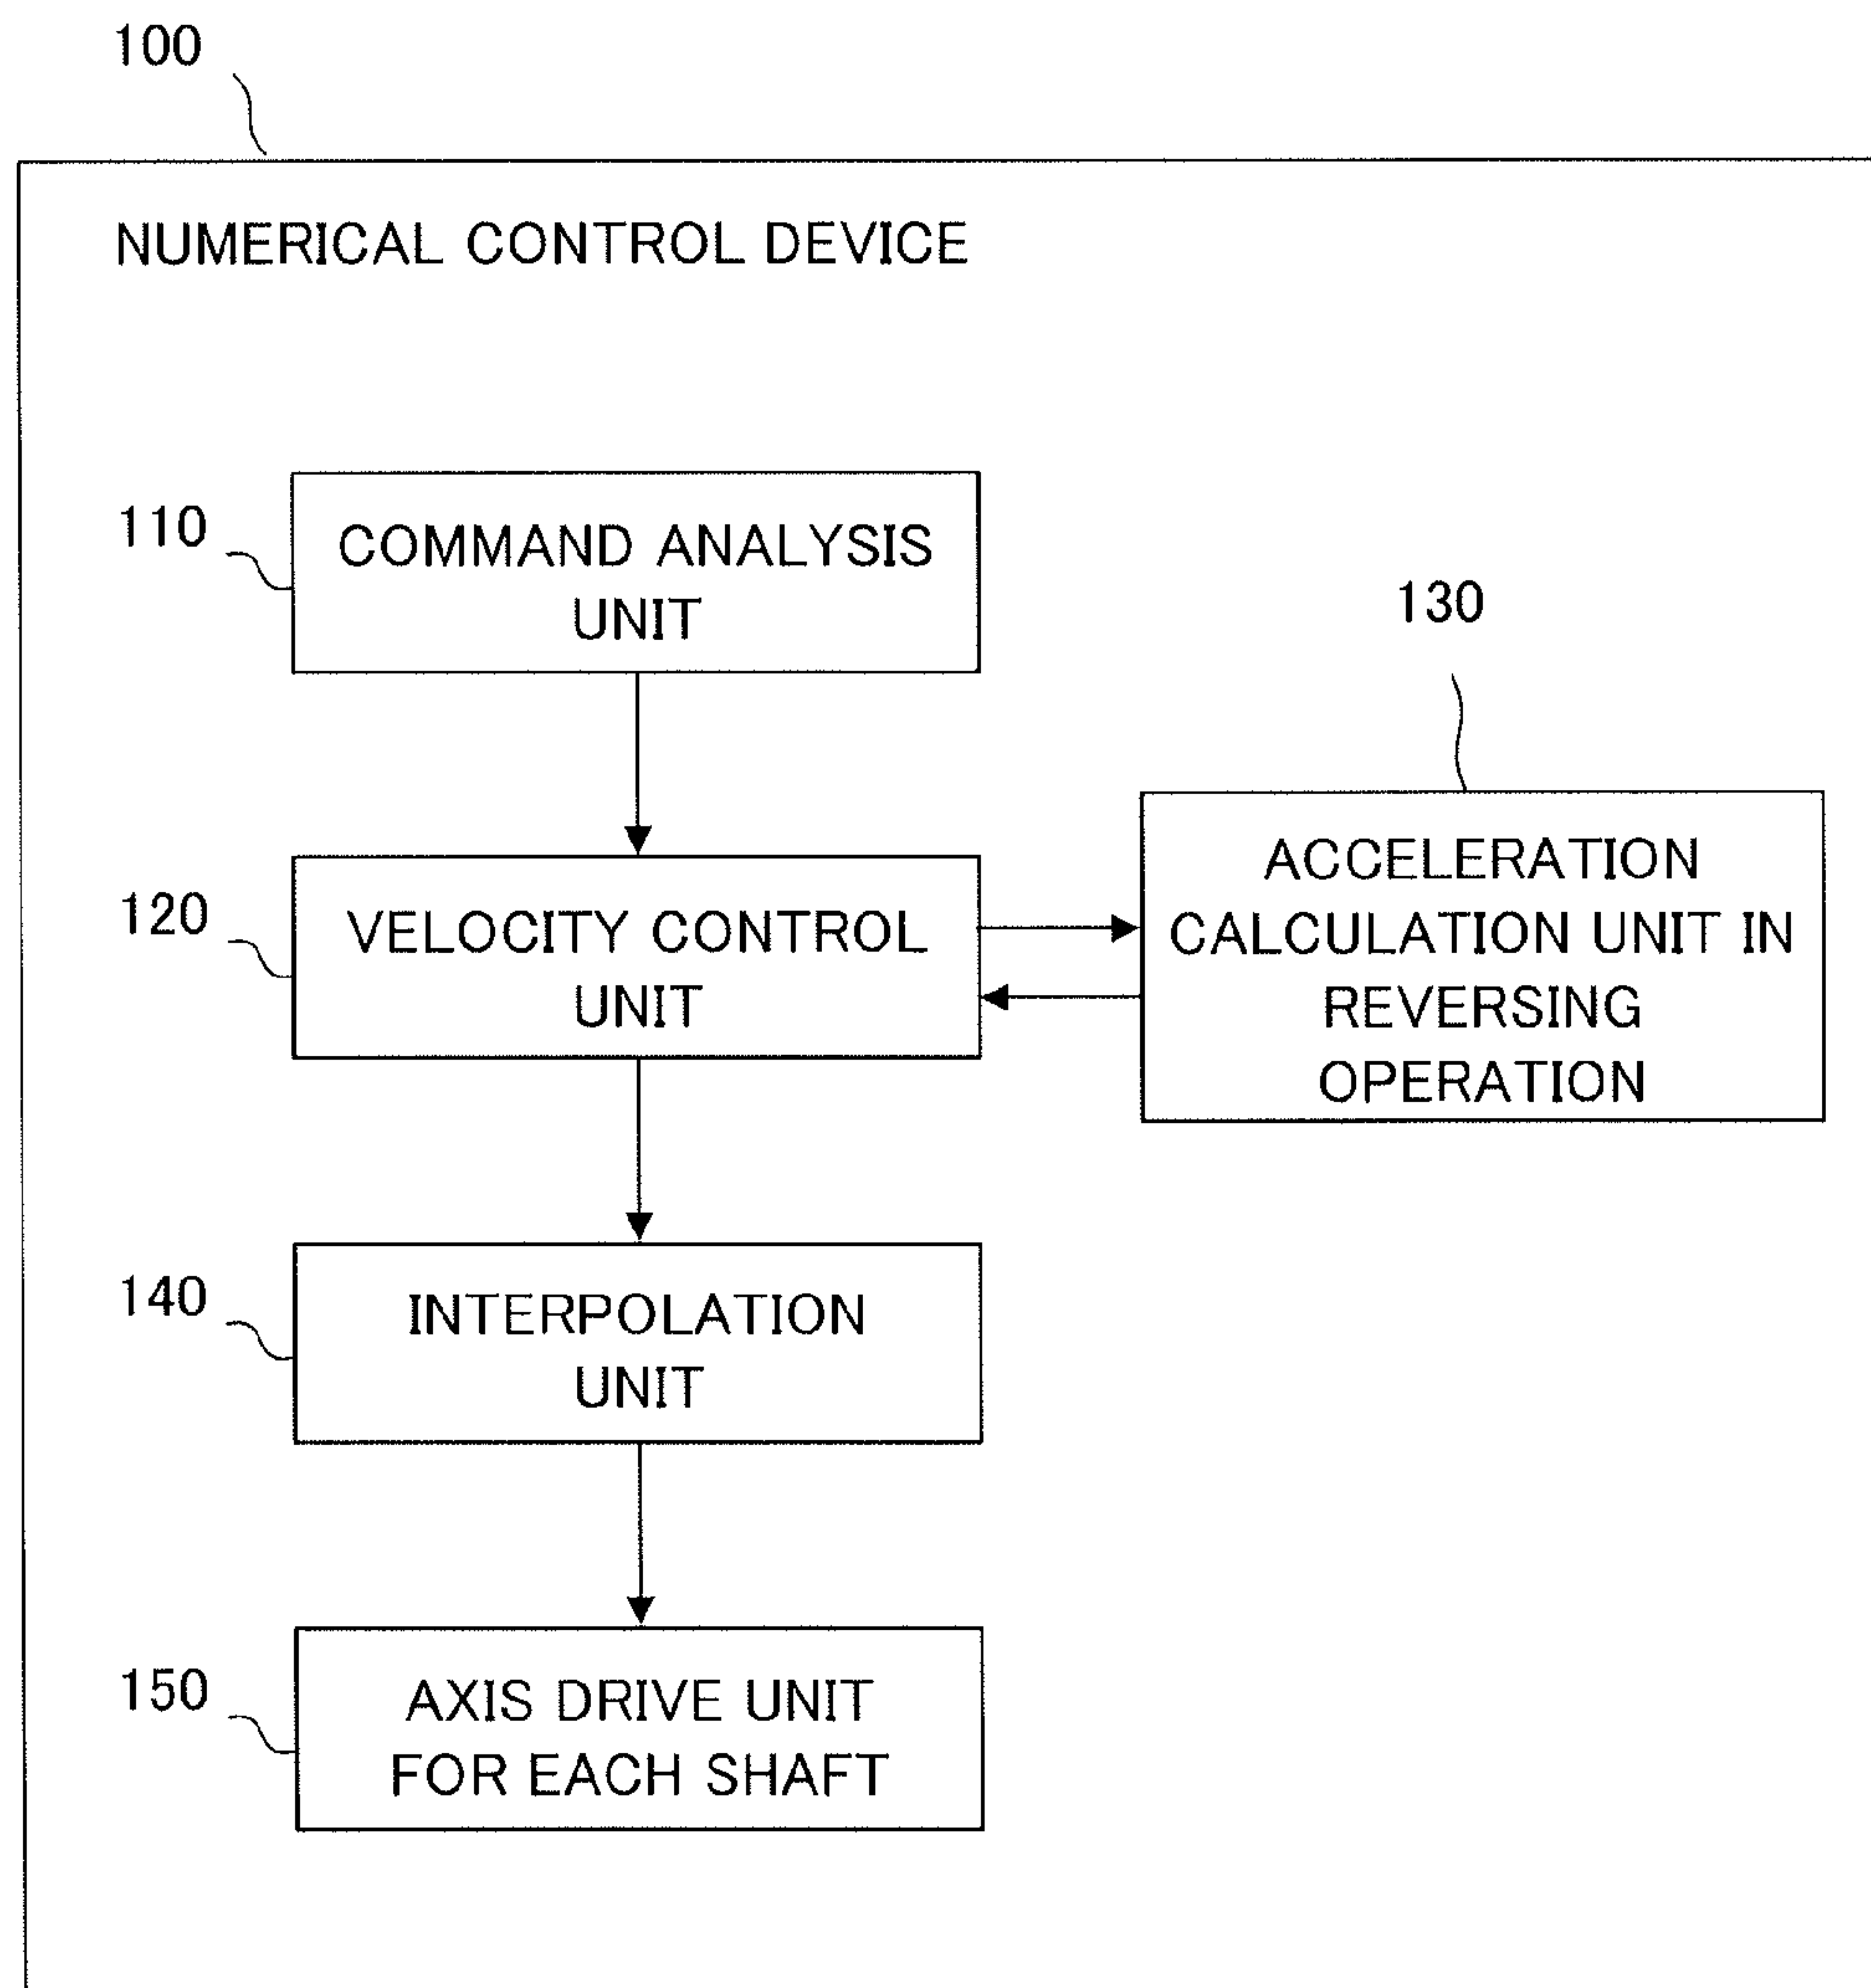 100
NUMERICAL CONTROL DEVICE
110
COMMAND ANALYSIS
UNIT
130
120
VELOCITY CONTROL
UNIT
ACCELERATION
CALCULATION UNIT IN
REVERSING
OPERATION
140
INTERPOLATION
UNIT
150
AXIS DRIVE UNIT
FOR EACH SHAFT